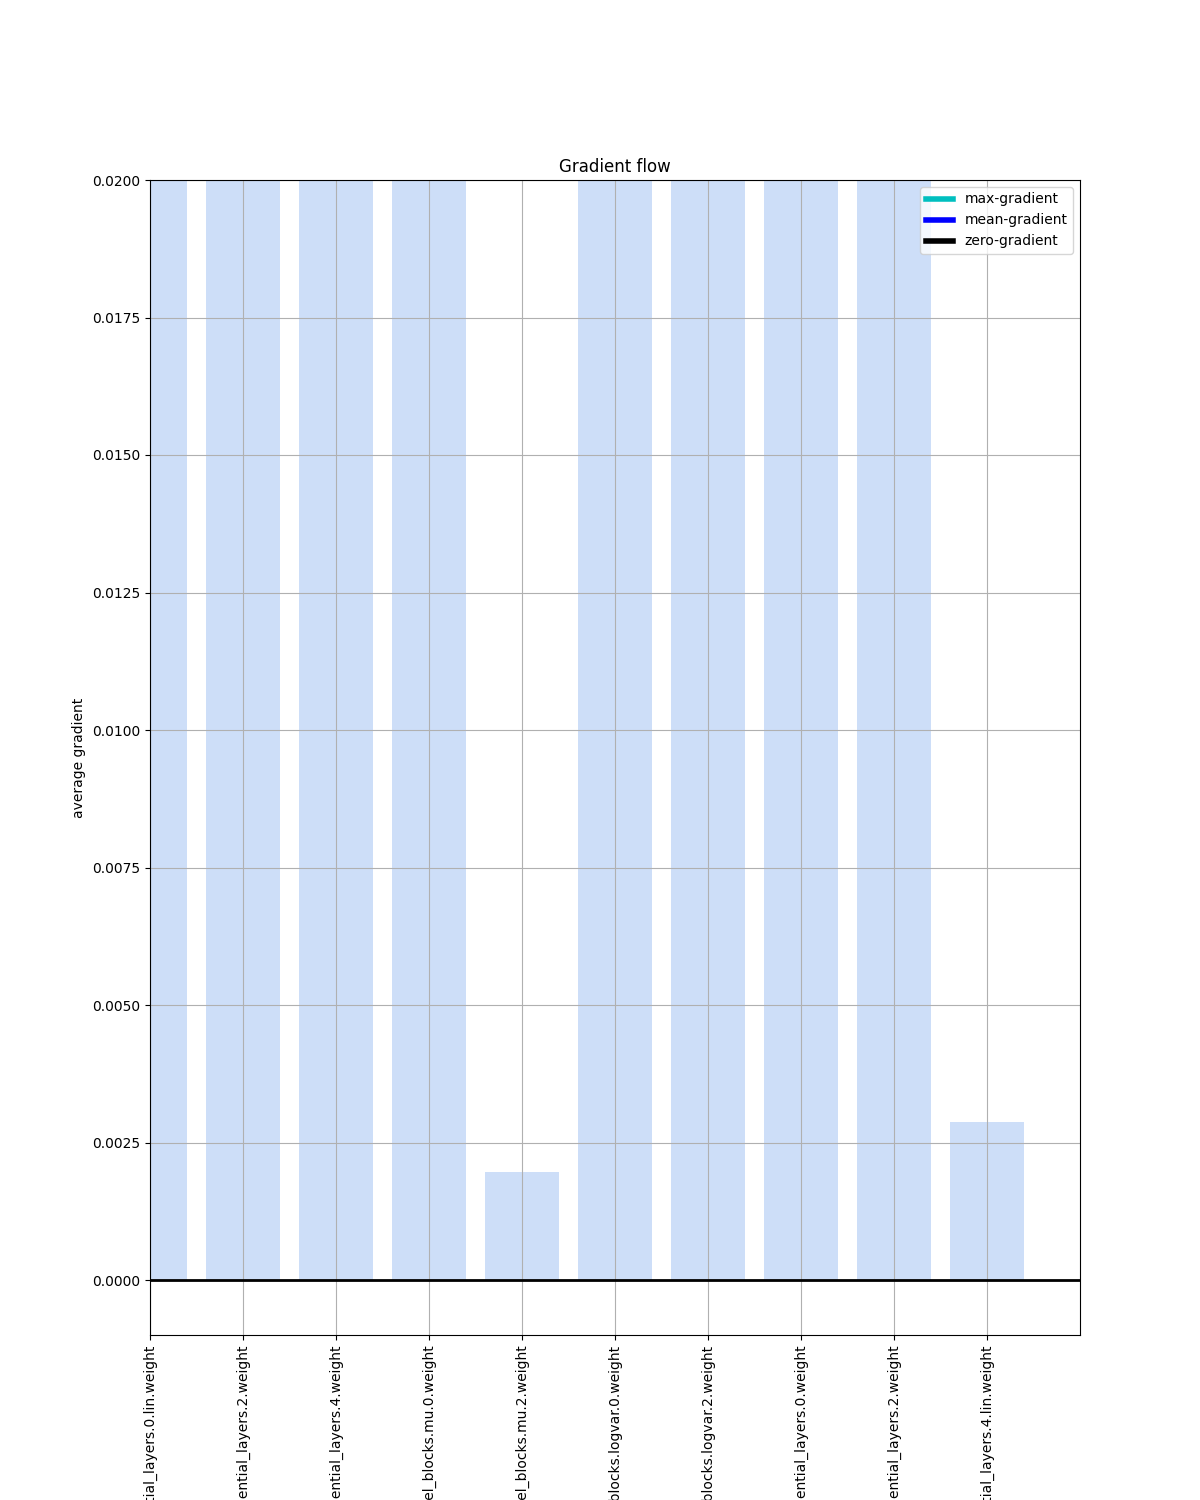 Gradient flow
max-gradient
mean-gradient
zero-gradient
0.0200
0.0175
0.0150
0.0125
0.0100
0.0075
0.0050
0.0025
0.0000
average gradient
tial_layers.0.lin.weight
ential_layers.2.weight
ential_layers.4.weight
el_blocks.mu.0.weight
el_blocks.mu.2.weight
blocks.logvar.0.weight
blocks.logvar.2.weight
ential_layers.0.weight
ential_layers.2.weight
tial_layers.4.lin.weight